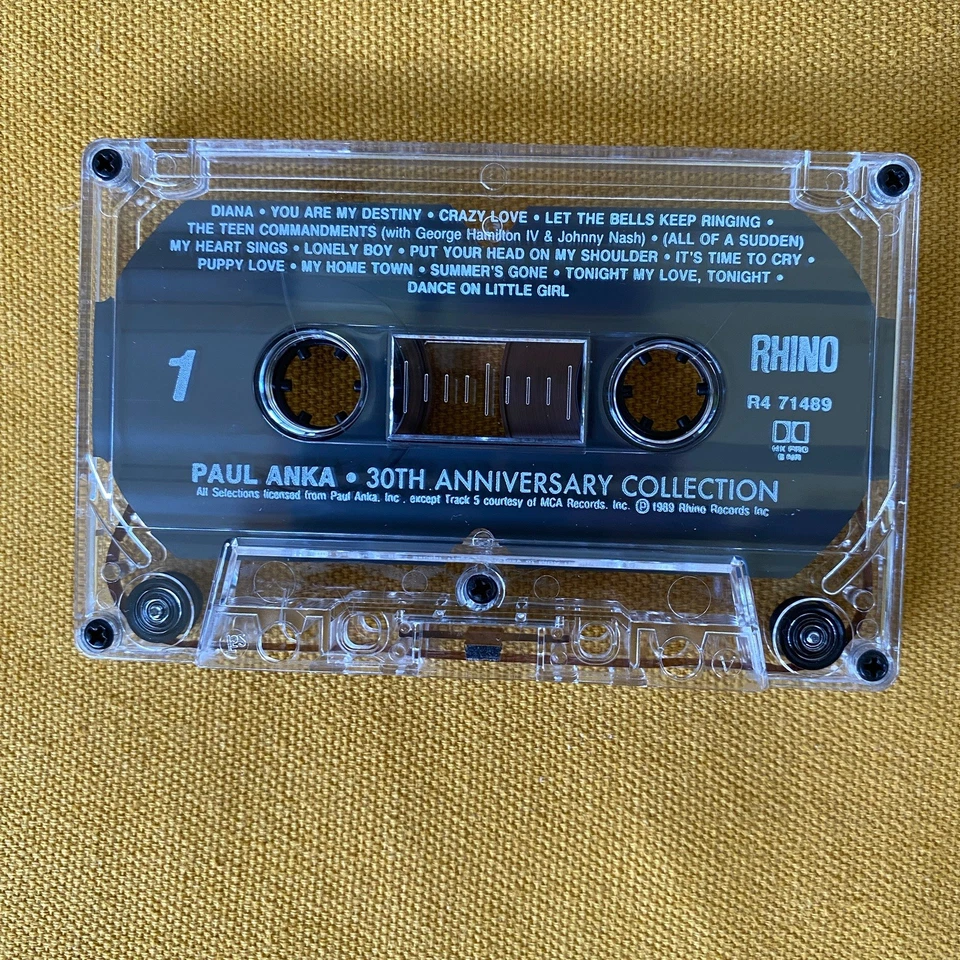 DIANA • YOU ARE MY DESTINY • CRAZY LOVE • LET THE BELLS KEEP RINGING •
THE TEEN COMMANDMENTS (with George Hamilton IV & Johnny Nash) • (ALL OF A SUDDEN)
MY HEART SINGS • LONELY BOY • PUT YOUR HEAD ON MY SHOULDER • IT'S TIME TO CRY •
PUPPY LOVE • MY HOME TOWN • SUMMER'S GONE • TONIGHT MY LOVE, TONIGHT •
DANCE ON LITTLE GIRL
1
RHINO
R4 71489
HX PRO
B NR
PAUL ANKA • 30TH ANNIVERSARY COLLECTION
All Selections licensed from Paul Anka, Inc., except Track 5 courtesy of MCA Records, Inc. ℗ 1989 Rhino Records Inc